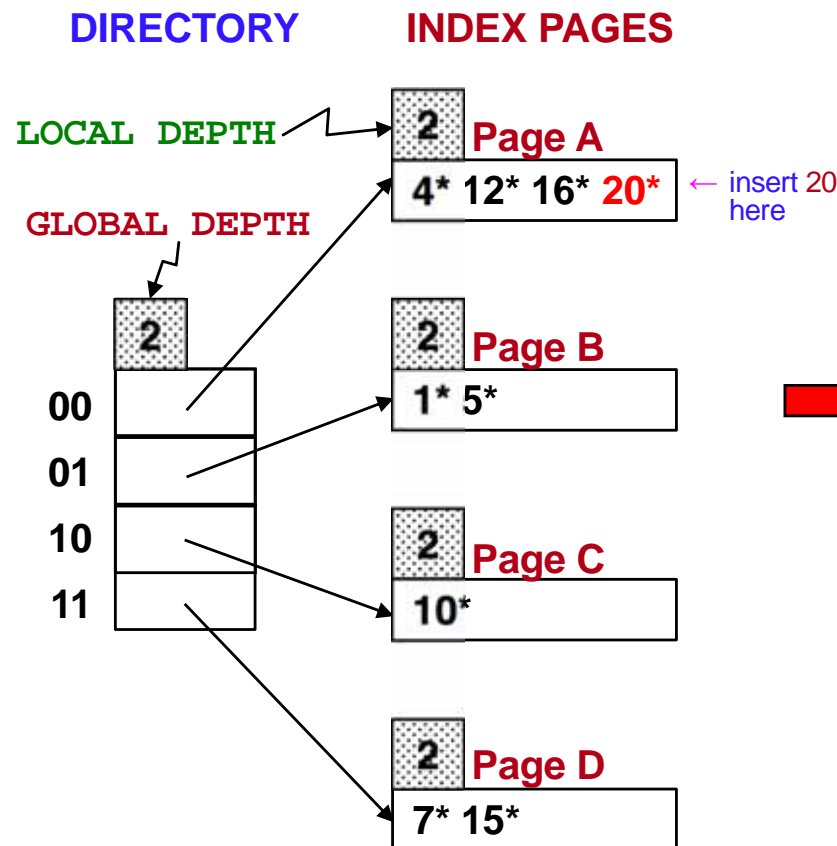 DIRECTORY
INDEX PAGES
LOCAL DEPTH
2
Page A
4* 12* 16* 20*
← insert 20
here
GLOBAL DEPTH
2
00
01
10
11
2
Page B
1* 5*
2
Page C
10*
2
Page D
7* 15*